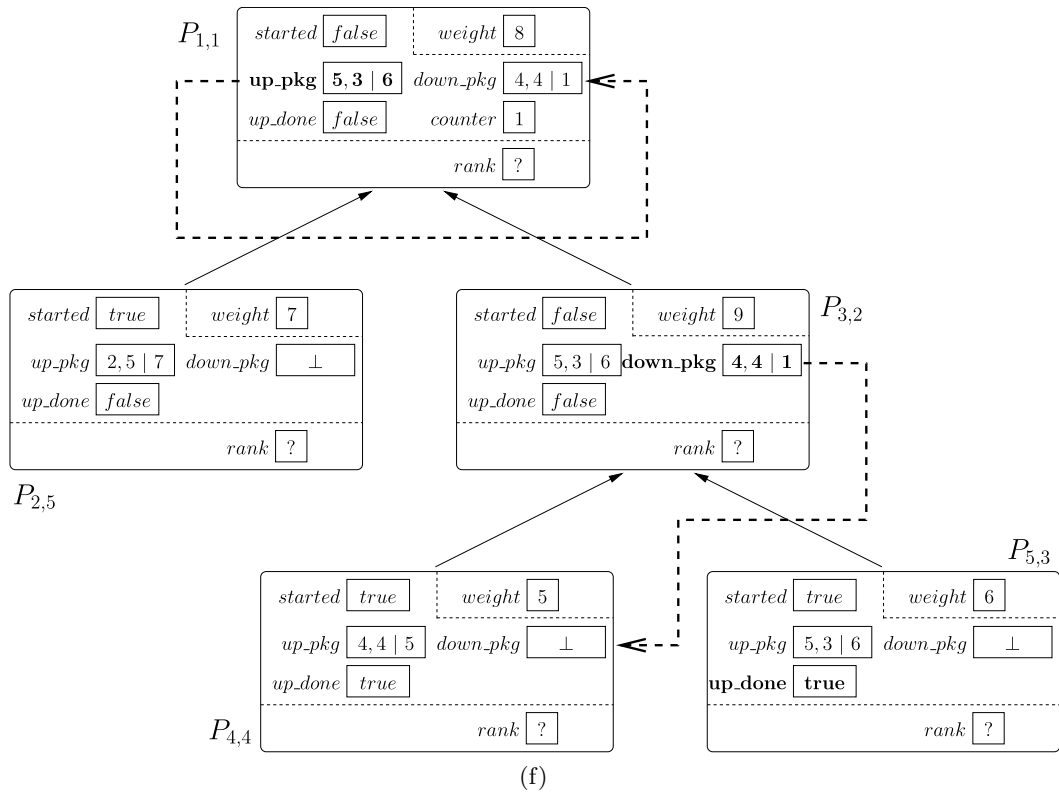 P1,1
started false weight 8
up_pkg 5, 3 | 6 down_pkg 4, 4 | 1
up_done false counter 1
rank ?
started true weight 7
up_pkg 2, 5 | 7 down_pkg ⊥
up_done false
rank ?
P2,5
P3,2
started false weight 9
up_pkg 5, 3 | 6 down_pkg 4, 4 | 1
up_done false
rank ?
P4,4
started true weight 5
up_pkg 4, 4 | 5 down_pkg ⊥
up_done true
rank ?
P5,3
started true weight 6
up_pkg 5, 3 | 6 down_pkg ⊥
up_done true
rank ?
(f)